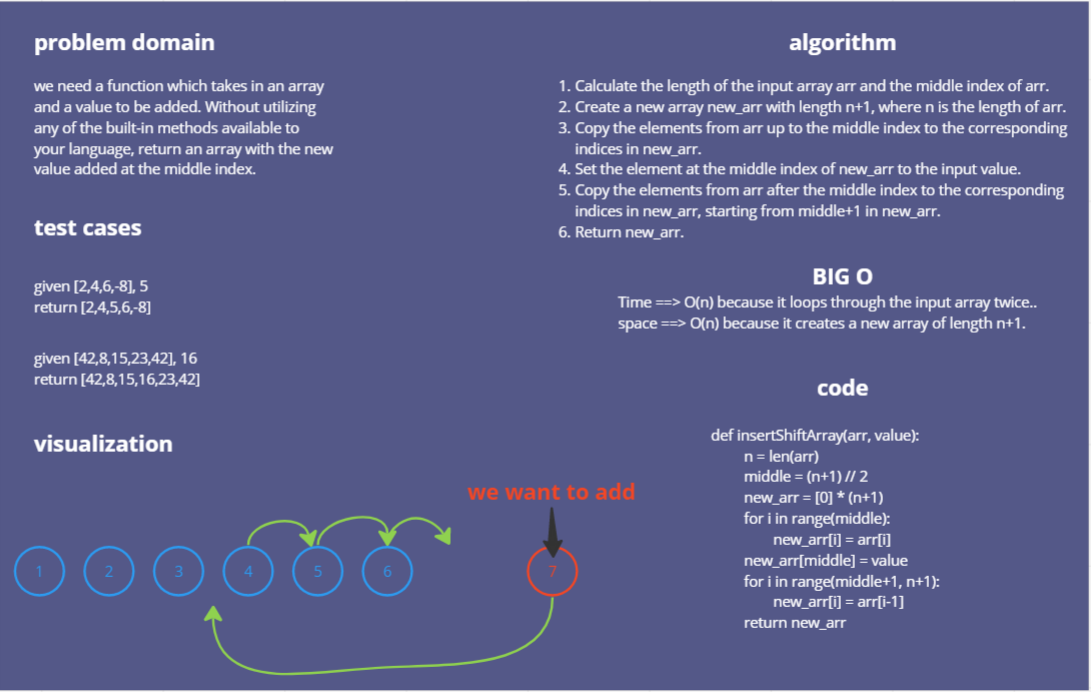 problem domain
we need a function which takes in an array
and a value to be added. Without utilizing
any of the built-in methods available to
your language, return an array with the new
value added at the middle index.
test cases
given [2,4,6,-8], 5
return [2,4,5,6,-8]
given [42,8,15,23,42], 16
return [42,8,15,16,23,42]
visualization
we want to add
1
2
3
4
5
6
7
algorithm
1. Calculate the length of the input array arr and the middle index of arr.
2. Create a new array new_arr with length n+1, where n is the length of arr.
3. Copy the elements from arr up to the middle index to the corresponding
indices in new_arr.
4. Set the element at the middle index of new_arr to the input value.
5. Copy the elements from arr after the middle index to the corresponding
indices in new_arr, starting from middle+1 in new_arr.
6. Return new_arr.
BIG O
Time ==> O(n) because it loops through the input array twice..
space ==> O(n) because it creates a new array of length n+1.
code
def insertShiftArray(arr, value):
n = len(arr)
middle = (n+1) // 2
new_arr = [0] * (n+1)
for i in range(middle):
new_arr[i] = arr[i]
new_arr[middle] = value
for i in range(middle+1, n+1):
new_arr[i] = arr[i-1]
return new_arr